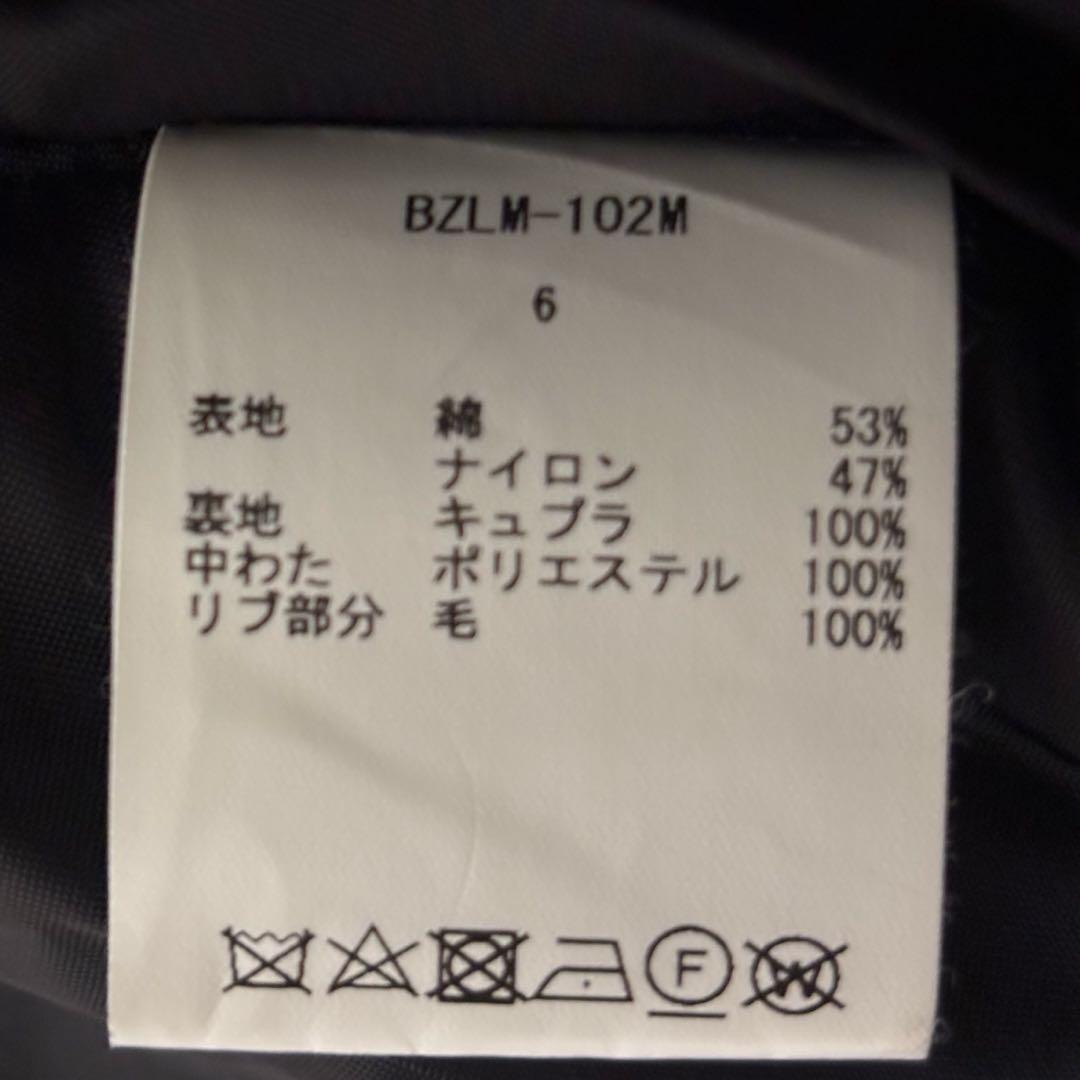 BZLM-102M
6
表地 綿 53%
ナイロン 47%
裏地 キュプラ 100%
中わた ポリエステル 100%
リブ部分 毛 100%
F W